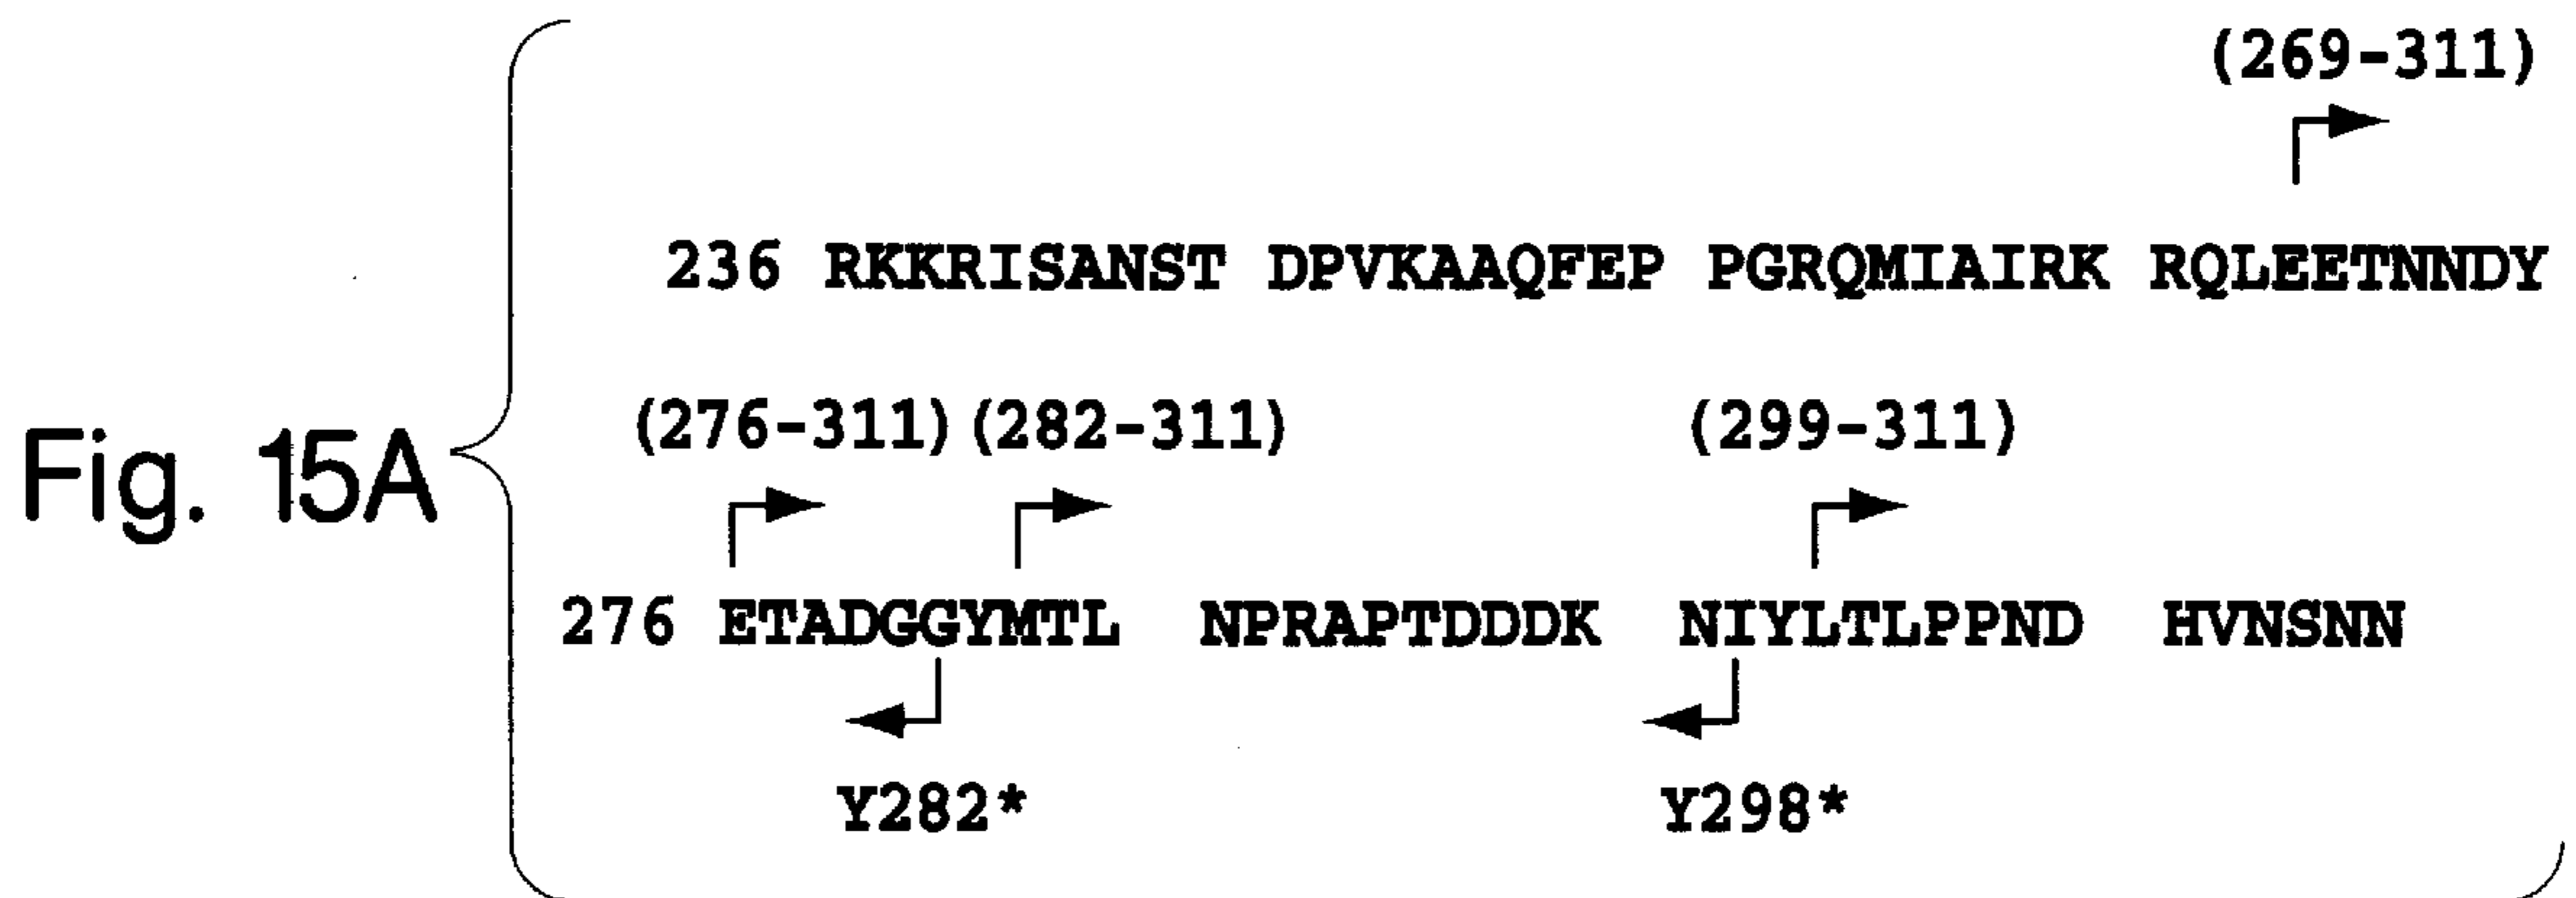 (269-311)
236 RKKRISANST DPVKAAQFEP PGRQMIAIRK RQLEETNNDY
Fig. 15A
(276-311) (282-311) (299-311)
276 ETADGGYMTL NPRAPTDDDK NIYLTLPPND HVNSNN
Y282* Y298*